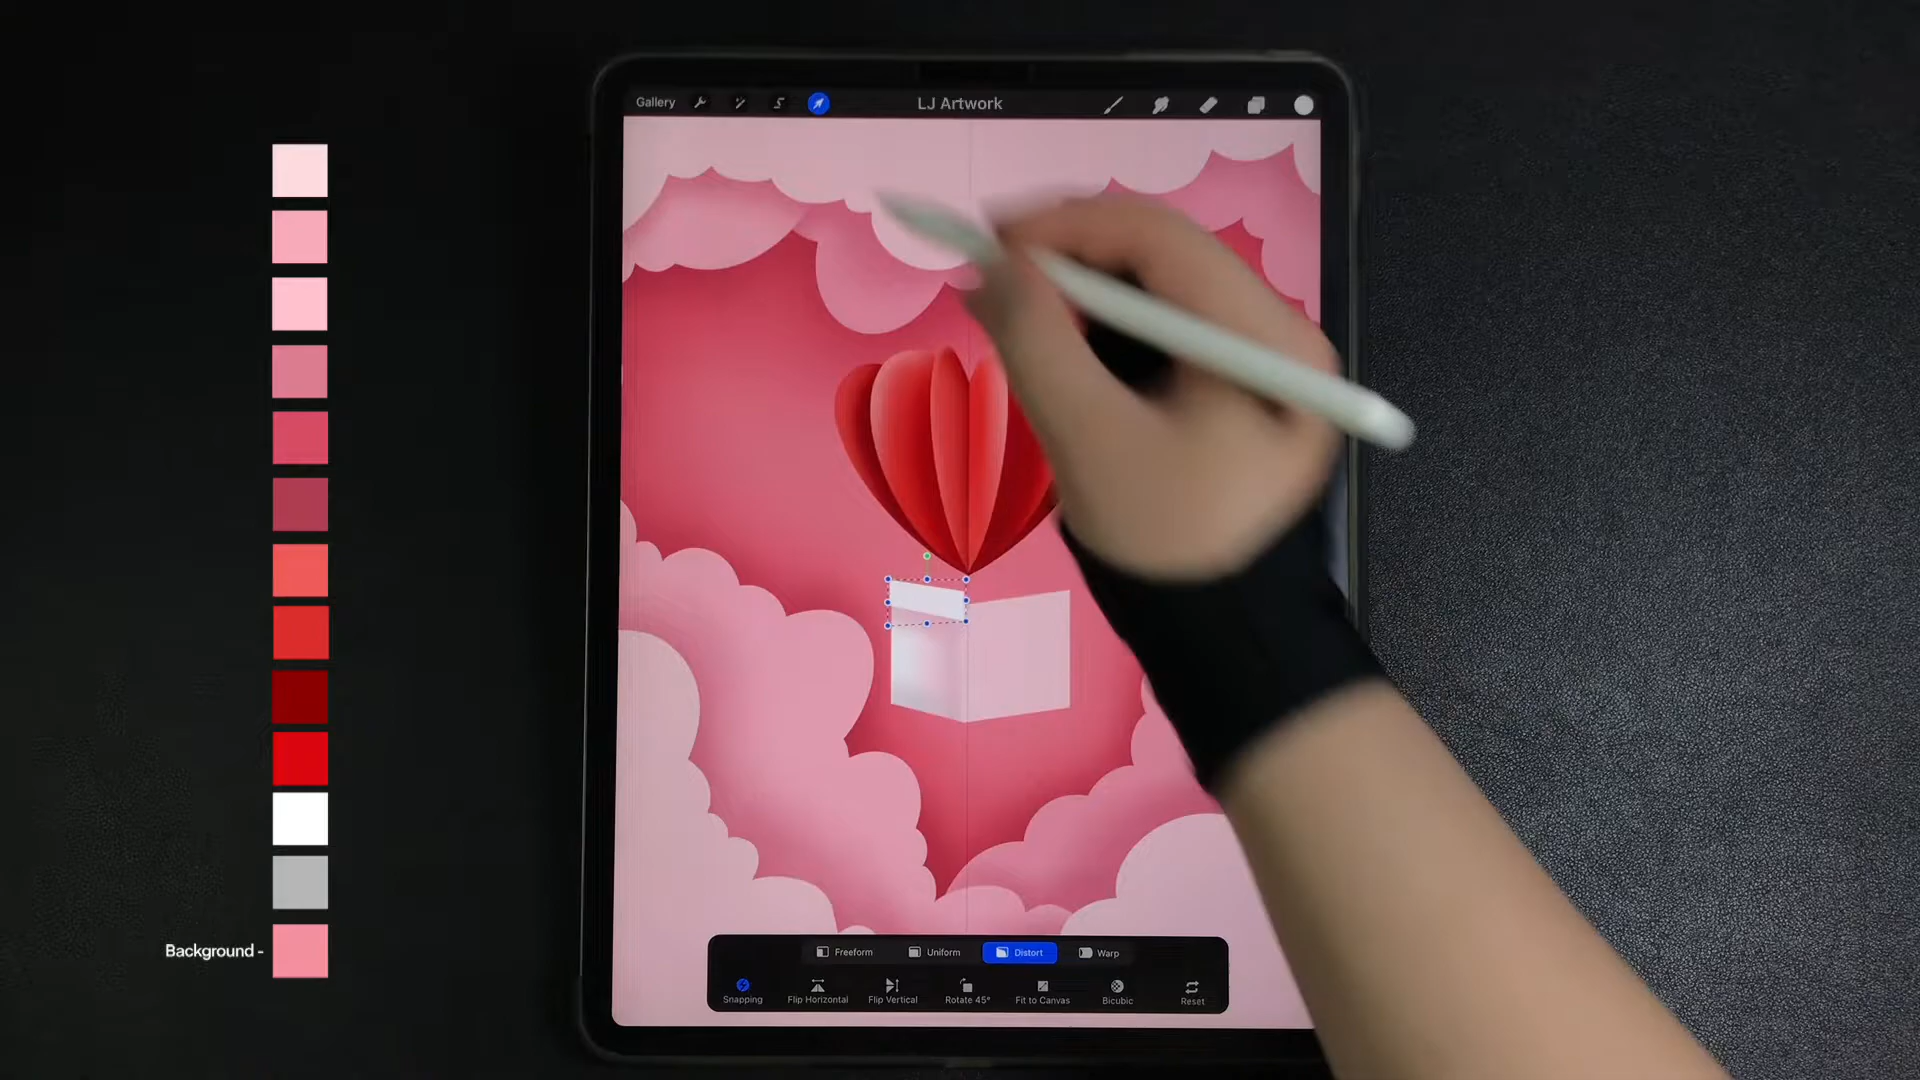 Gallery
LJ Artwork
Background -
Freeform Uniform Distort Warp
Snapping Flip Horizontal Flip Vertical Rotate 45° Fit to Canvas Bicubic Reset